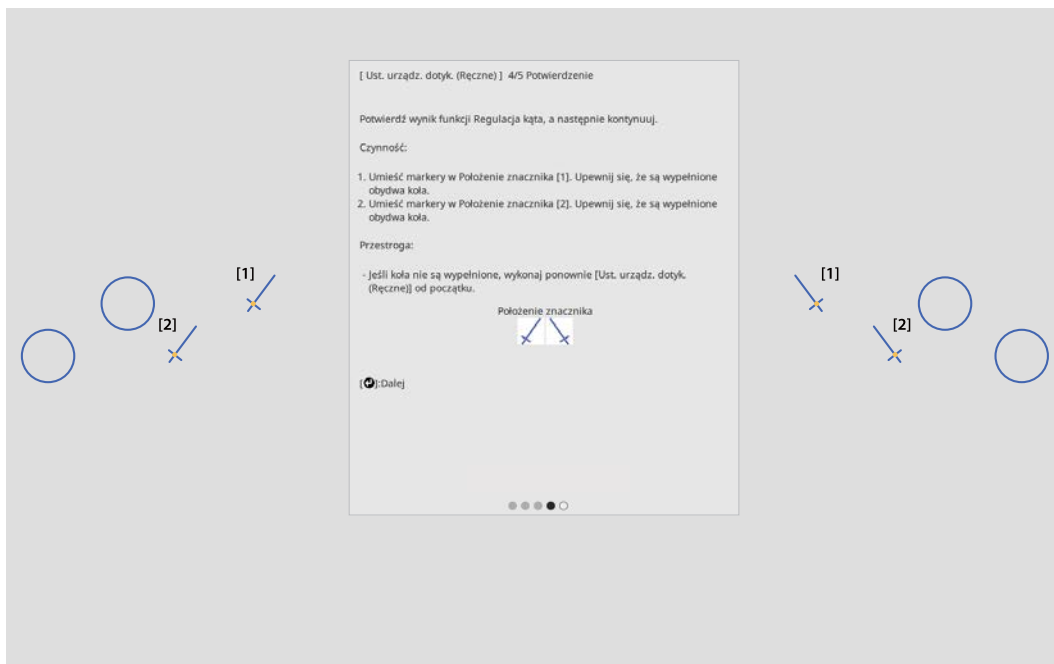 [ Ust. urządz. dotyk. (Ręczne) ] 4/5 Potwierdzenie
Potwierdź wynik funkcji Regulacja kąta, a następnie kontynuuj.
Czynność:
1. Umieść markery w Położenie znacznika [1]. Upewnij się, że są wypełnione
obydwa koła.
2. Umieść markery w Położenie znacznika [2]. Upewnij się, że są wypełnione
obydwa koła.
Przestroga:
- Jeśli koła nie są wypełnione, wykonaj ponownie [Ust. urządz. dotyk.
(Ręczne)] od początku.
Położenie znacznika
[ ]:Dalej
[1]
[2]
[1]
[2]